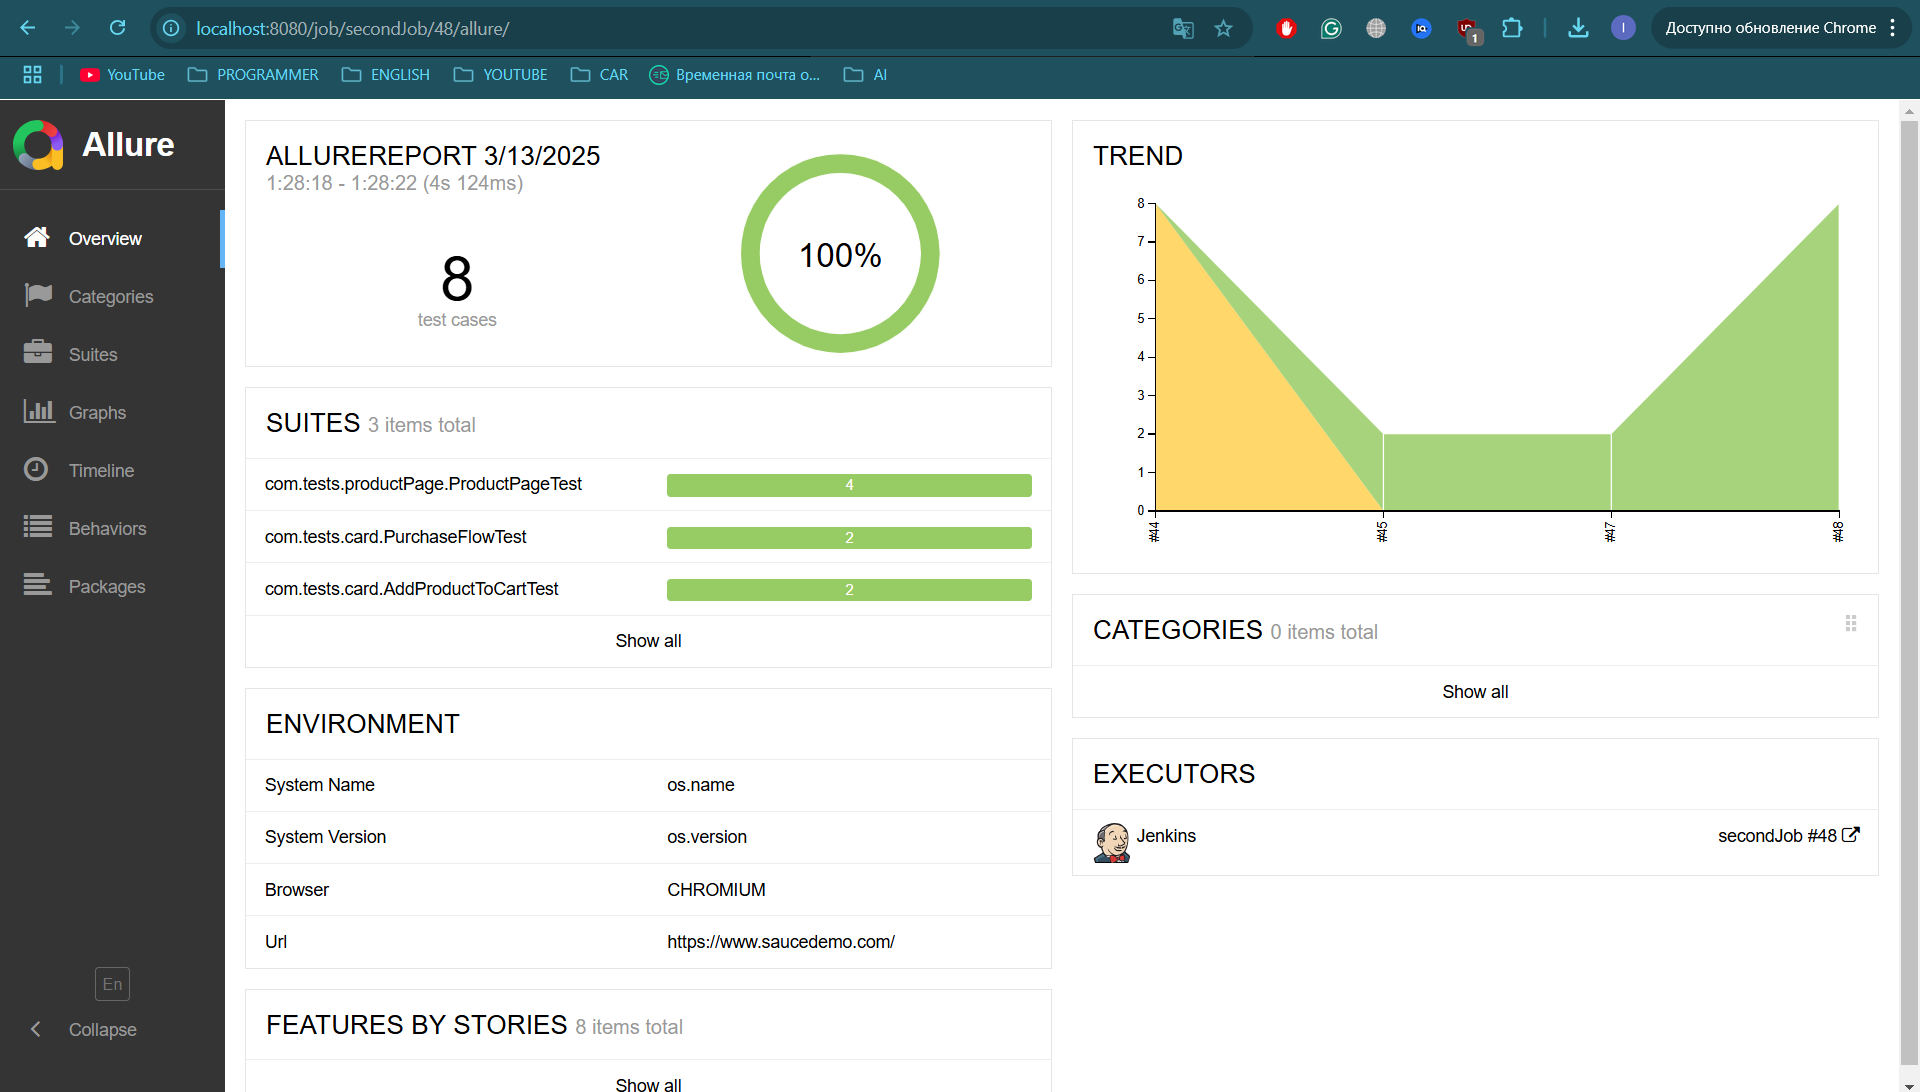 localhost:8080/job/secondJob/48/allure/
1
I
Доступно обновление Chrome
YouTube
PROGRAMMER
ENGLISH
YOUTUBE
CAR
Временная почта о...
AI
Allure
Overview
Categories
Suites
Graphs
Timeline
Behaviors
Packages
En
Collapse
ALLUREREPORT 3/13/2025
1:28:18 - 1:28:22 (4s 124ms)
8
test cases
100%
SUITES 3 items total
com.tests.productPage.ProductPageTest 4
com.tests.card.PurchaseFlowTest 2
com.tests.card.AddProductToCartTest 2
Show all
ENVIRONMENT
System Name os.name
System Version os.version
Browser CHROMIUM
Url https://www.saucedemo.com/
FEATURES BY STORIES 8 items total
Show all
TREND
8
7
6
5
4
3
2
1
0
#44
#45
#47
#48
CATEGORIES 0 items total
Show all
EXECUTORS
Jenkins secondJob #48